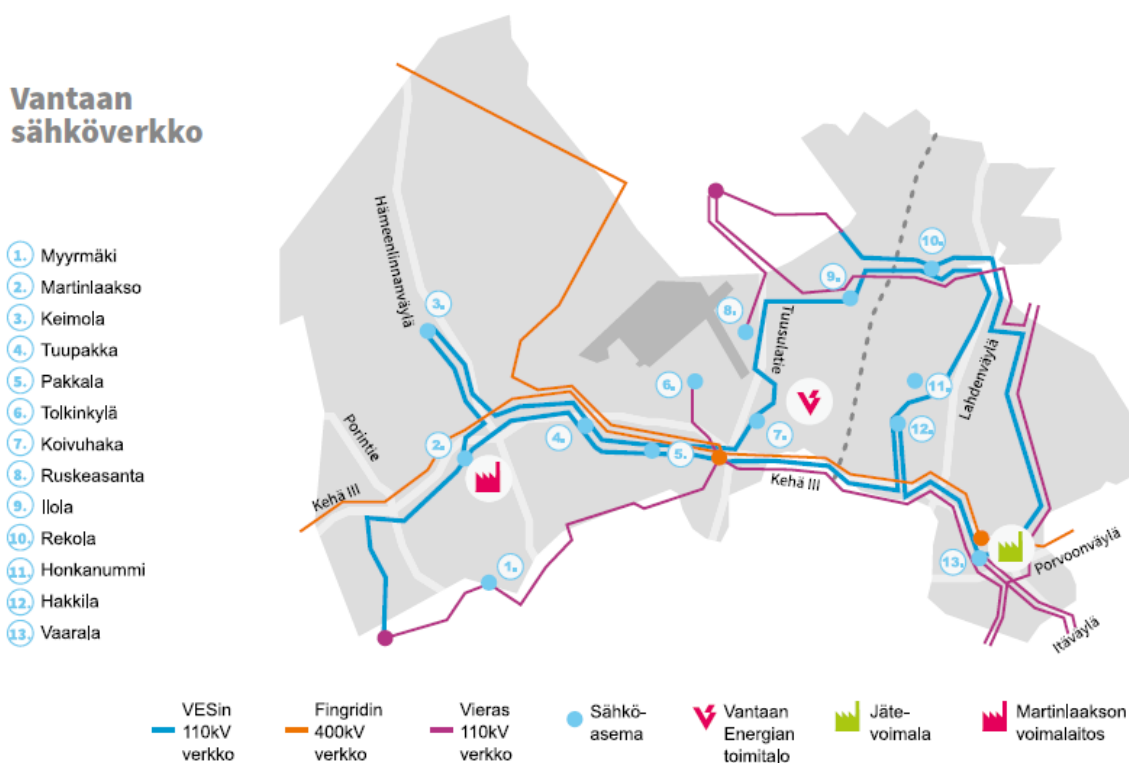 Vantaan
sähköverkko
1. Myyrmäki
2. Martinlaakso
3. Keimola
4. Tuupakka
5. Pakkala
6. Tolkinkylä
7. Koivuhaka
8. Ruskeasanta
9. Ilola
10. Rekola
11. Honkanummi
12. Hakkila
13. Vaarala
Hämeenlinnanväylä
3.
Porintie
2.
Kehä III
4.
1.
6.
5.
8.
Tuusulatie
7.
Kehä III
9.
10.
11.
12.
Lahdenväylä
13.
Porvoonväylä
Itäväylä
VESin
110kV
verkko
Fingridin
400kV
verkko
Vieras
110kV
verkko
Sähkö-
asema
Vantaan
Energian
toimitalo
Jäte-
voimala
Martinlaakson
voimalaitos